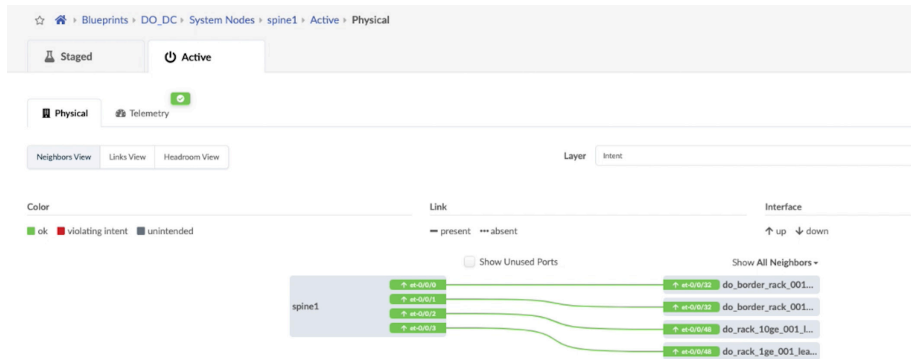 Blueprints › DO_DC › System Nodes › spine1 › Active › Physical
Staged
Active
Physical
Telemetry
Neighbors View
Links View
Headroom View
Layer
Intent
Color
Link
Interface
ok
violating intent
unintended
present
absent
up
down
Show Unused Ports
Show All Neighbors
spine1
et-0/0/0
et-0/0/1
et-0/0/2
et-0/0/3
et-0/0/32 do_border_rack_001...
et-0/0/32 do_border_rack_001...
et-0/0/48 do_rack_10ge_001_l...
et-0/0/48 do_rack_1ge_001_lea...